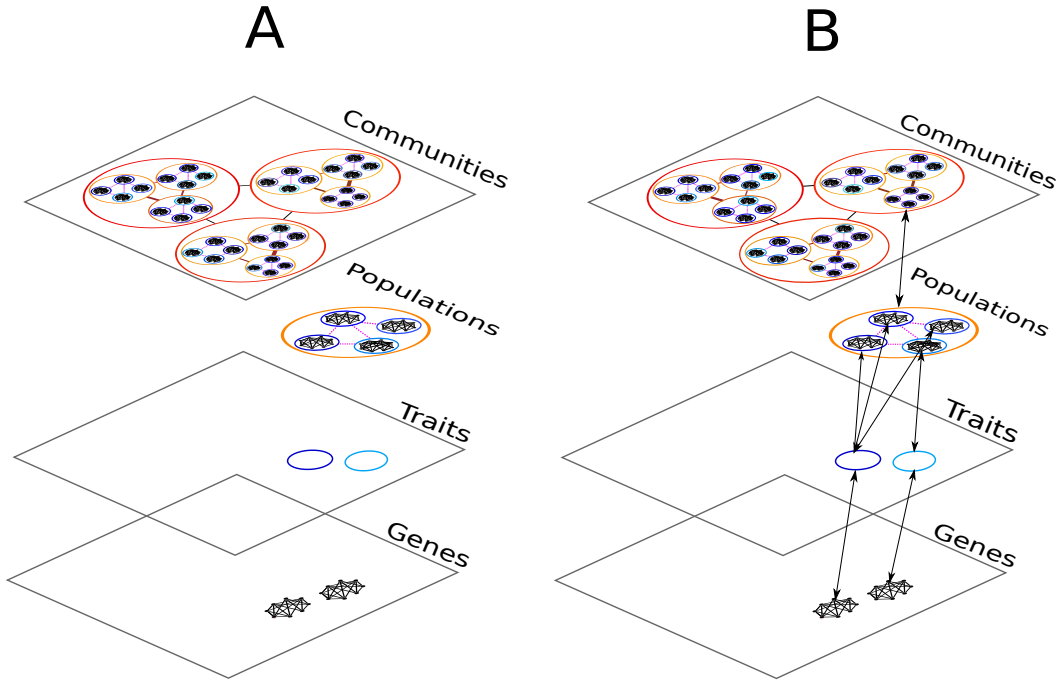 A
Communities
Populations
Traits
Genes
B
Communities
Populations
Traits
Genes